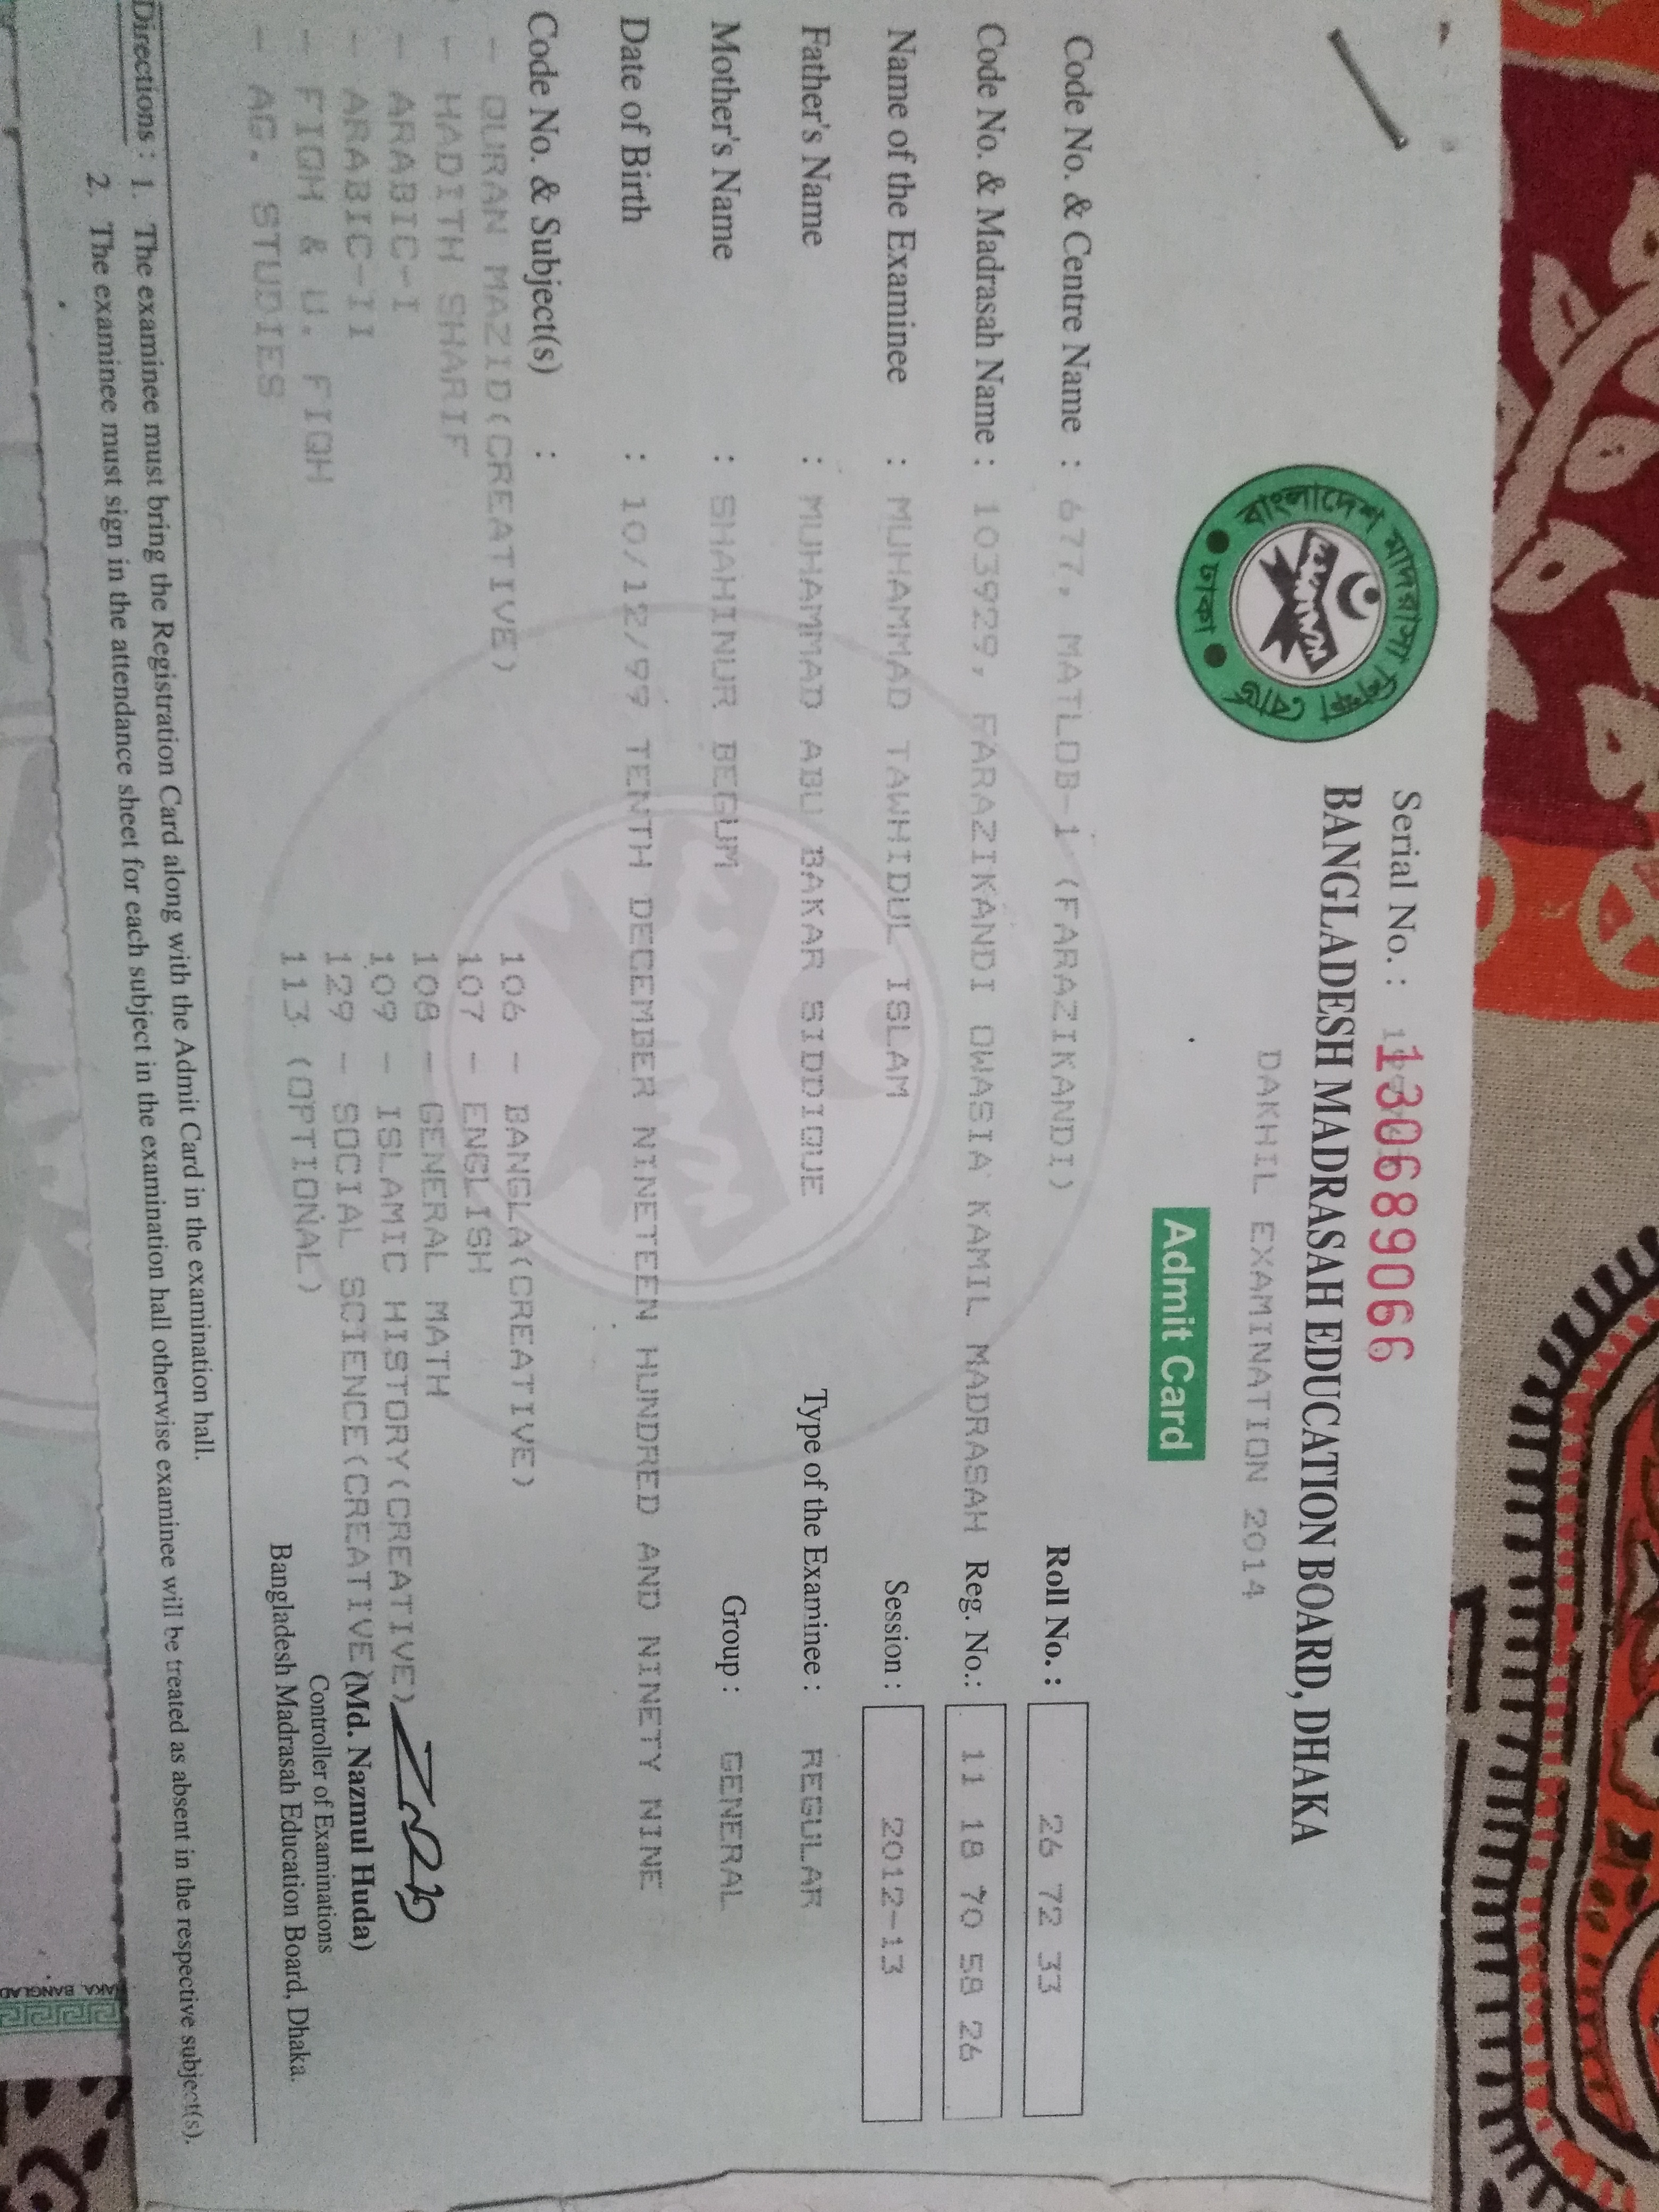 Serial No. : 13068906​6
BANGLADESH MADRASAH EDUCATION BOARD, DHAKA
DAKHIL EXAMINATION 2014
Admit Card
বাংলাদেশ মাদরাসা শিক্ষা বোর্ড
ঢাকা
Code No. & Centre Name : 677, MATLOB-1 (FARAZIKANDI) Roll No. : 26 72 33
Code No. & Madrasah Name : 103929, FARAZIKANDI OWASIA KAMIL MADRASAH Reg. No.: 11 18 70 58 26
Name of the Examinee : MUHAMMAD TAWHIDUL ISLAM Session : 2012-13
Father's Name : MUHAMMAD ABU BAKAR SIDDIQUE Type of the Examinee : REGULAR
Mother's Name : SHAHINUR BEGUM Group : GENERAL
Date of Birth : 10/12/99 TENTH DECEMBER NINETEEN HUNDRED AND NINETY NINE
Code No. & Subject(s) :
- QURAN MAZID(CREATIVE) 106 - BANGLA(CREATIVE)
- HADITH SHARIF 107 - ENGLISH
- ARABIC-I 108 - GENERAL MATH
- ARABIC-II 109 - ISLAMIC HISTORY(CREATIVE)
- FIQH & U. FIQH 129 - SOCIAL SCIENCE(CREATIVE)
- AG. STUDIES 113 (OPTIONAL)
(Md. Nazmul Huda)
Controller of Examinations
Bangladesh Madrasah Education Board, Dhaka.
Directions : 1. The examinee must bring the Registration Card along with the Admit Card in the examination hall.
2. The examinee must sign in the attendance sheet for each subject in the examination hall otherwise examinee will be treated as absent in the respective subject(s).